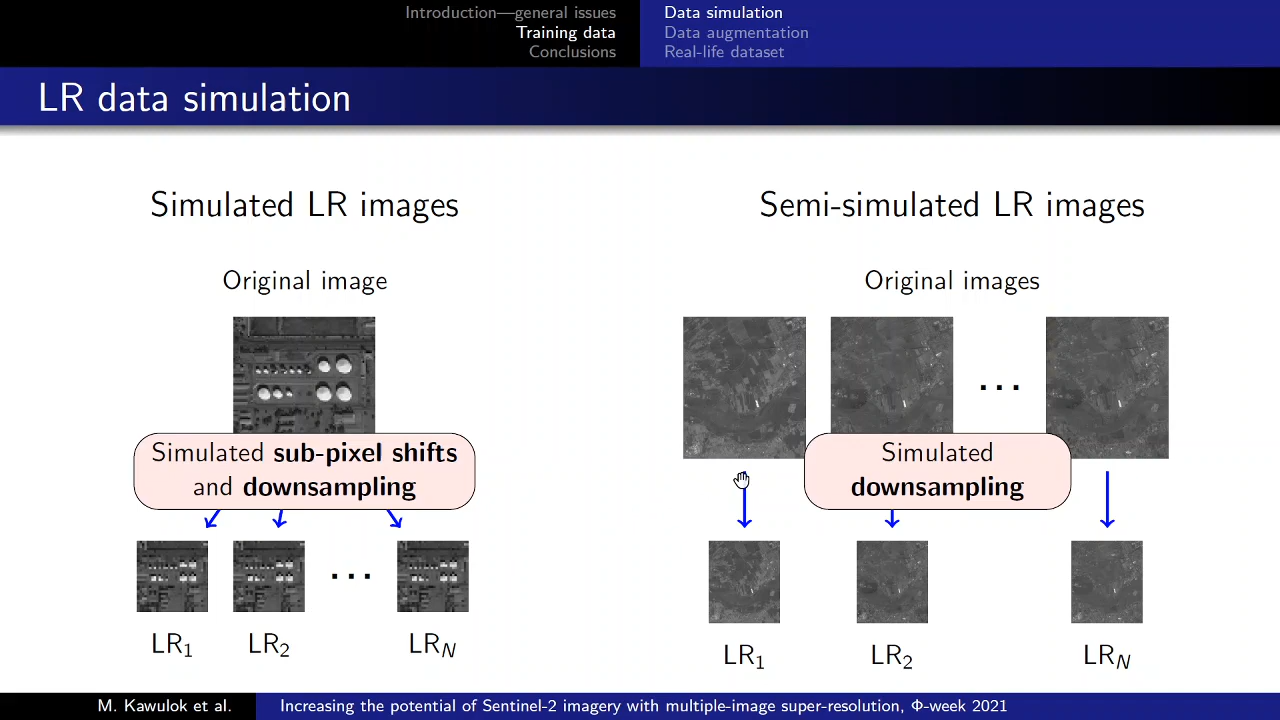 Introduction—general issues
Training data
Conclusions
Data simulation
Data augmentation
Real-life dataset
LR data simulation
Simulated LR images
Original image
Simulated sub-pixel shifts
and downsampling
. . .
LR₁ LR₂ LR_N
Semi-simulated LR images
Original images
. . .
Simulated
downsampling
LR₁ LR₂ LR_N
M. Kawulok et al.
Increasing the potential of Sentinel-2 imagery with multiple-image super-resolution, Φ-week 2021